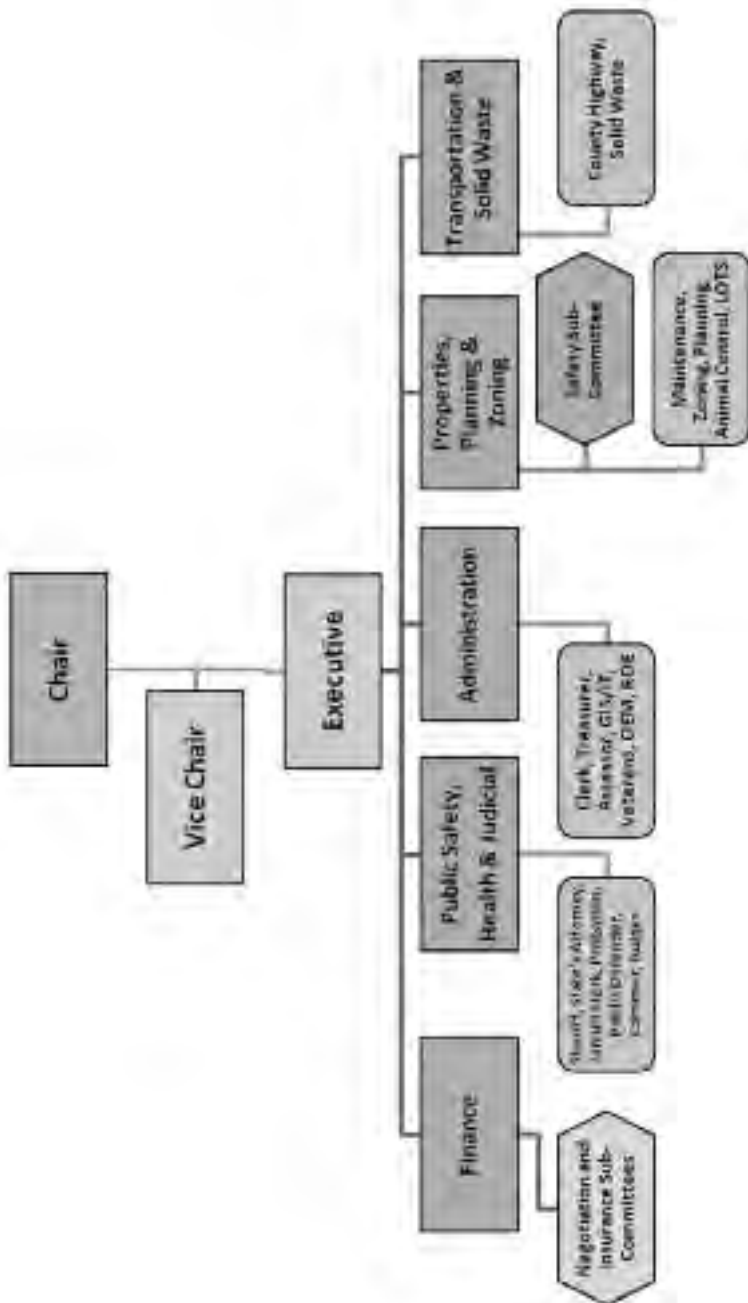 Chair
Vice Chair
Executive
Finance
Public Safety,
Health & Judicial
Administration
Properties,
Planning &
Zoning
Transportation &
Solid Waste
Negotiation and
Insurance Sub-
Committees
Sheriff, State's Attorney,
Circuit Clerk, Probation,
Public Defender,
Coroner, Judges
Clerk, Treasurer,
Assessor, GIS/IT,
Veterans, OEM, ROE
Safety Sub-
Committee
Maintenance,
Zoning, Planning,
Animal Control, LOTS
County Highway,
Solid Waste